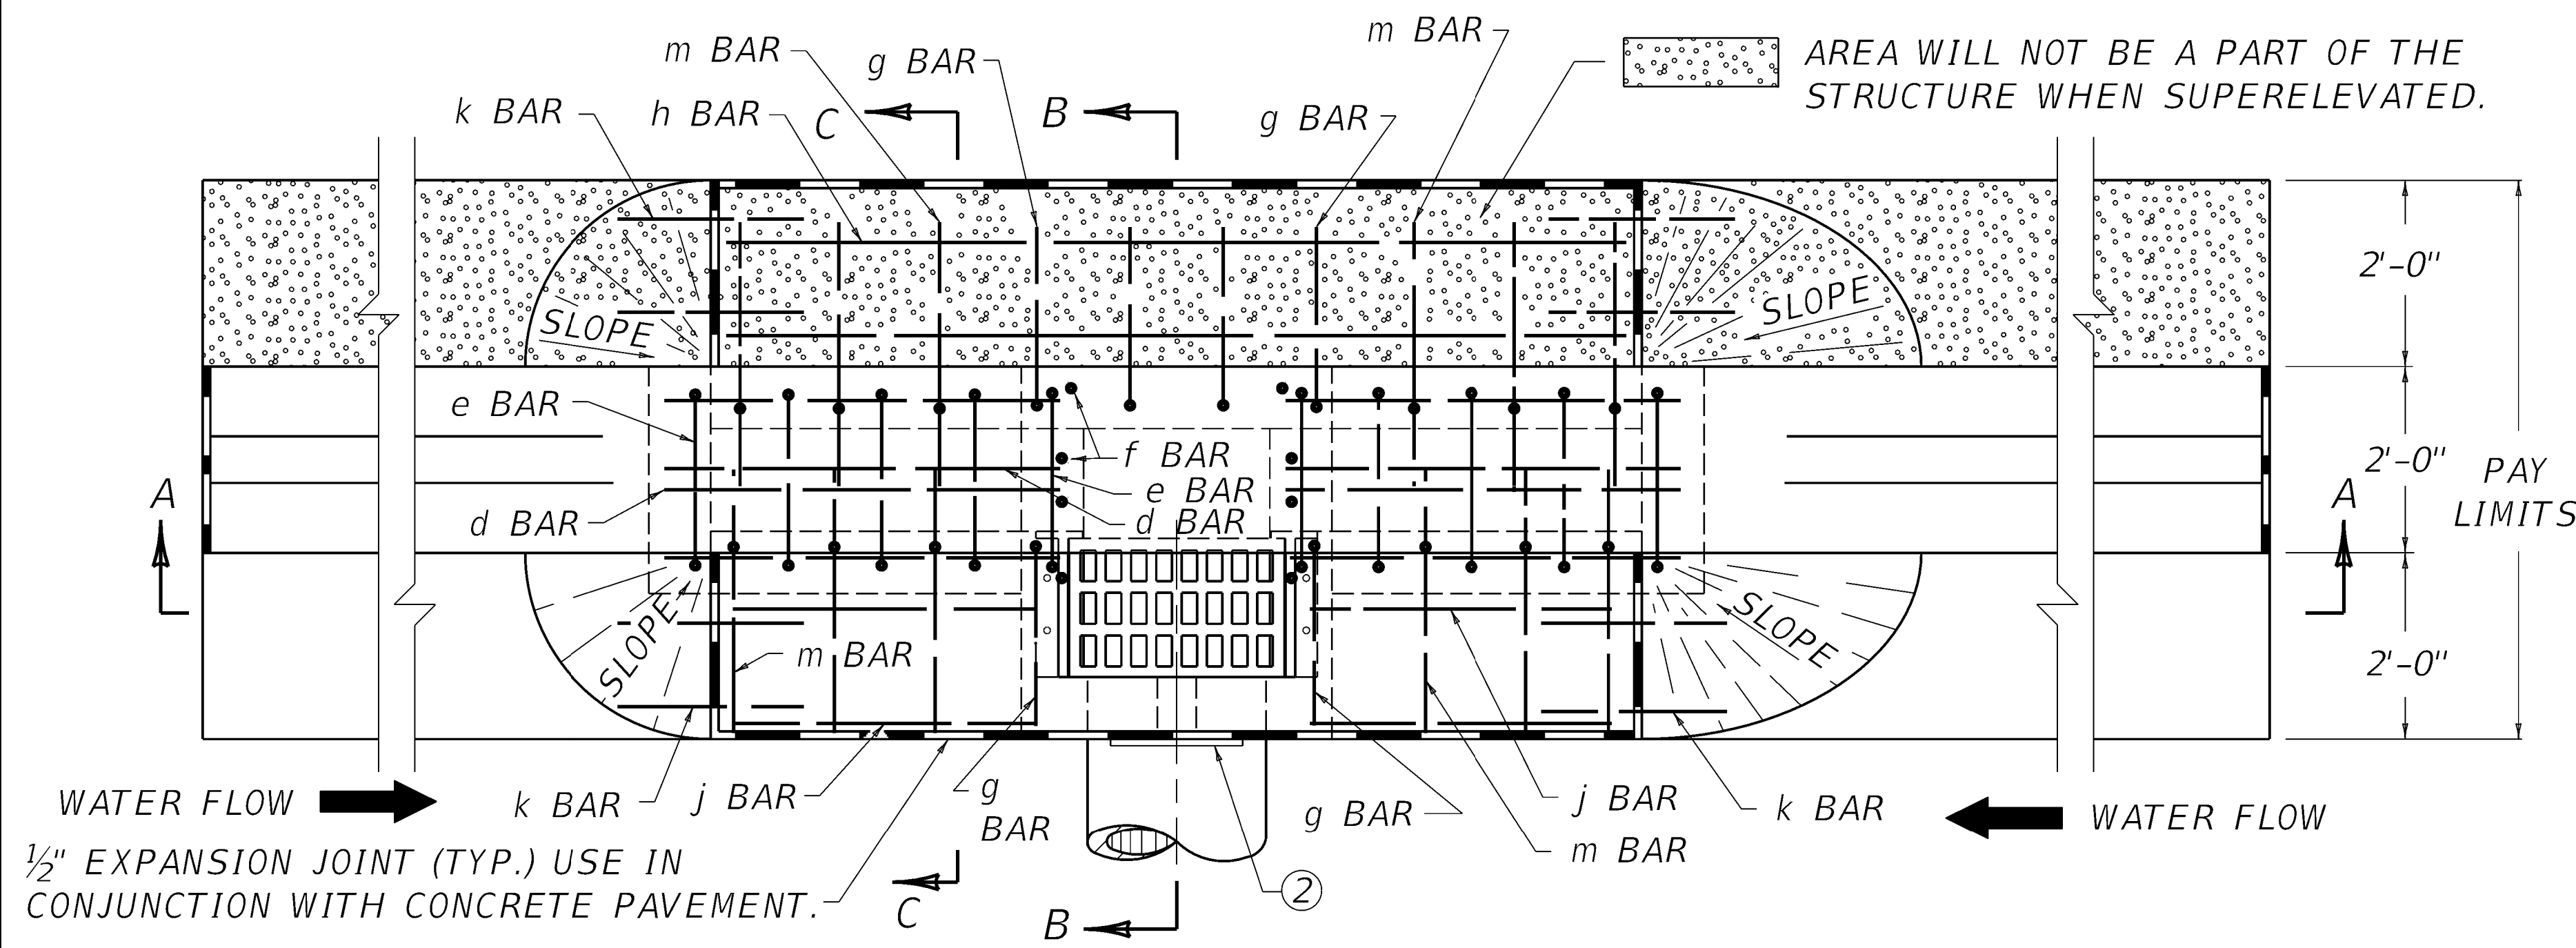 m BAR
m BAR
g BAR
AREA WILL NOT BE A PART OF THE
STRUCTURE WHEN SUPERELEVATED.
k BAR
h BAR
C
B
g BAR
2'-0"
SLOPE
SLOPE
e BAR
f BAR
2'-0"
PAY
LIMITS
A
e BAR
A
d BAR
d BAR
SLOPE
SLOPE
m BAR
2'-0"
WATER FLOW
k BAR
j BAR
g
BAR
g BAR
j BAR
k BAR
WATER FLOW
m BAR
½" EXPANSION JOINT (TYP.) USE IN
CONJUNCTION WITH CONCRETE PAVEMENT.
C
B
2